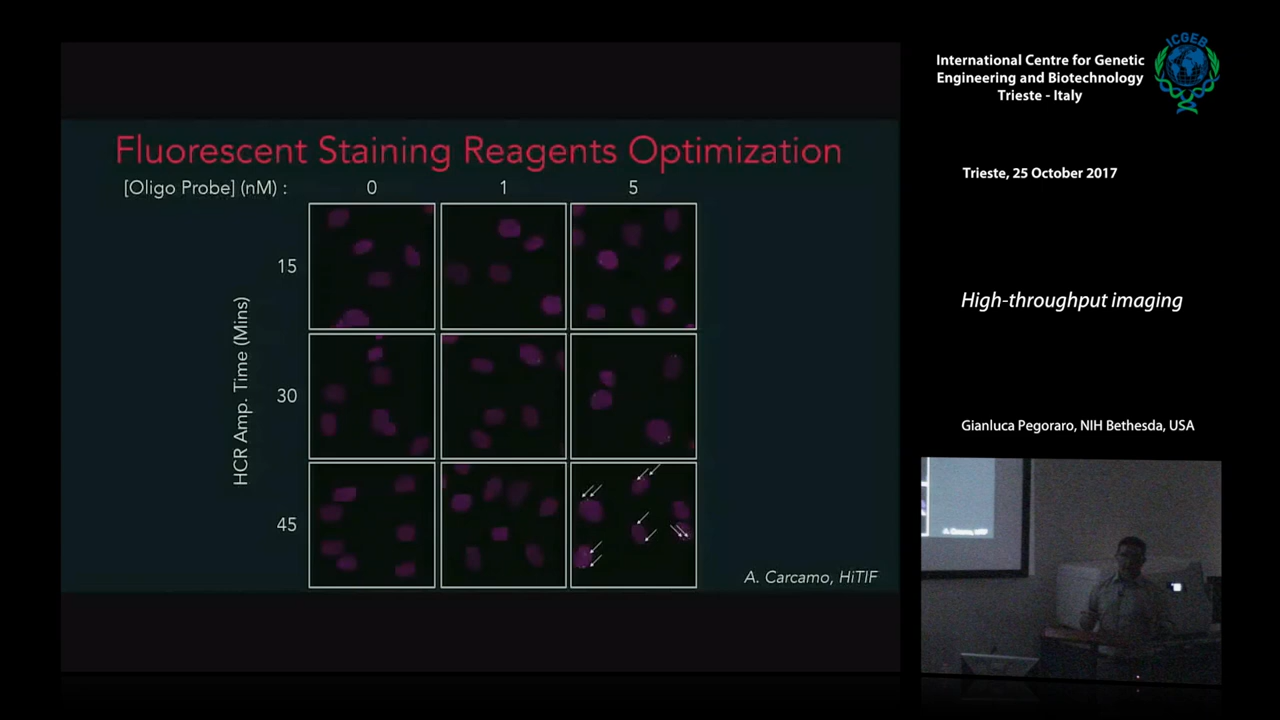 Fluorescent Staining Reagents Optimization
[Oligo Probe] (nM) : 0 1 5
HCR Amp. Time (Mins)
15
30
45
A. Carcamo, HiTIF
International Centre for Genetic
Engineering and Biotechnology
Trieste - Italy
ICGEB
Trieste, 25 October 2017
High-throughput imaging
Gianluca Pegoraro, NIH Bethesda, USA
A. Carcamo, HiTIF